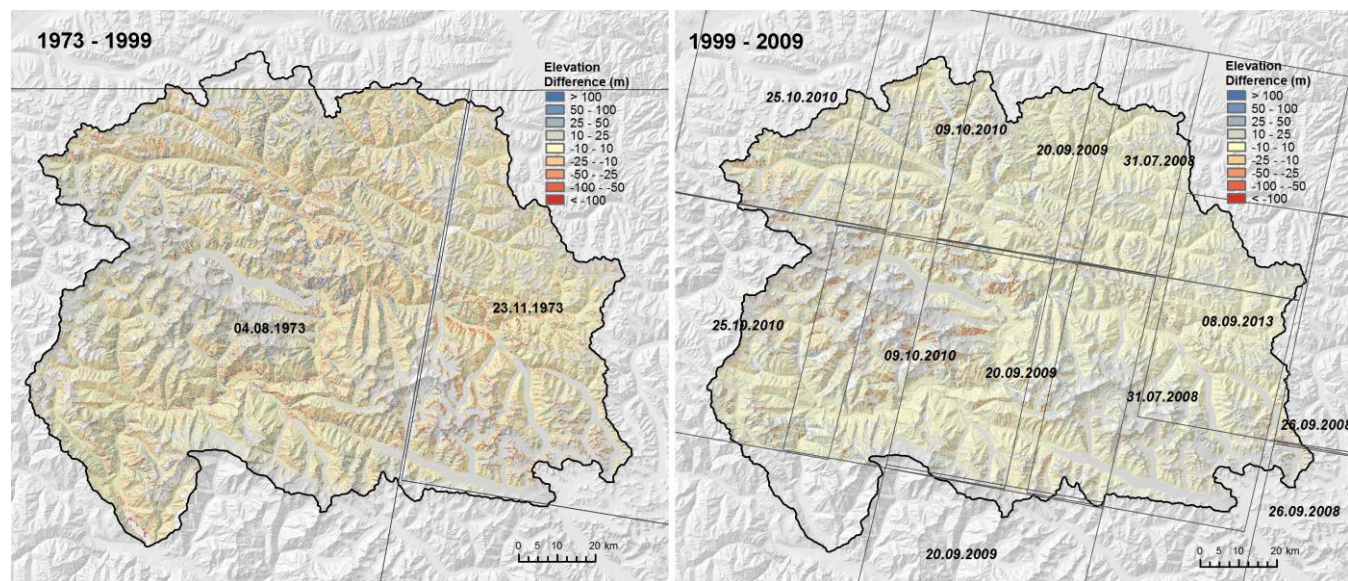 1973 - 1999
Elevation
Difference (m)
> 100
50 - 100
25 - 50
10 - 25
-10 - 10
-25 - -10
-50 - -25
-100 - -50
< -100
23.11.1973
04.08.1973
0 5 10 20 km
1999 - 2009
Elevation
Difference (m)
> 100
50 - 100
25 - 50
10 - 25
-10 - 10
-25 - -10
-50 - -25
-100 - -50
< -100
25.10.2010
09.10.2010
20.09.2009
31.07.2008
25.10.2010
08.09.2013
09.10.2010
20.09.2009
31.07.2008
26.09.2008
26.09.2008
20.09.2009
0 5 10 20 km